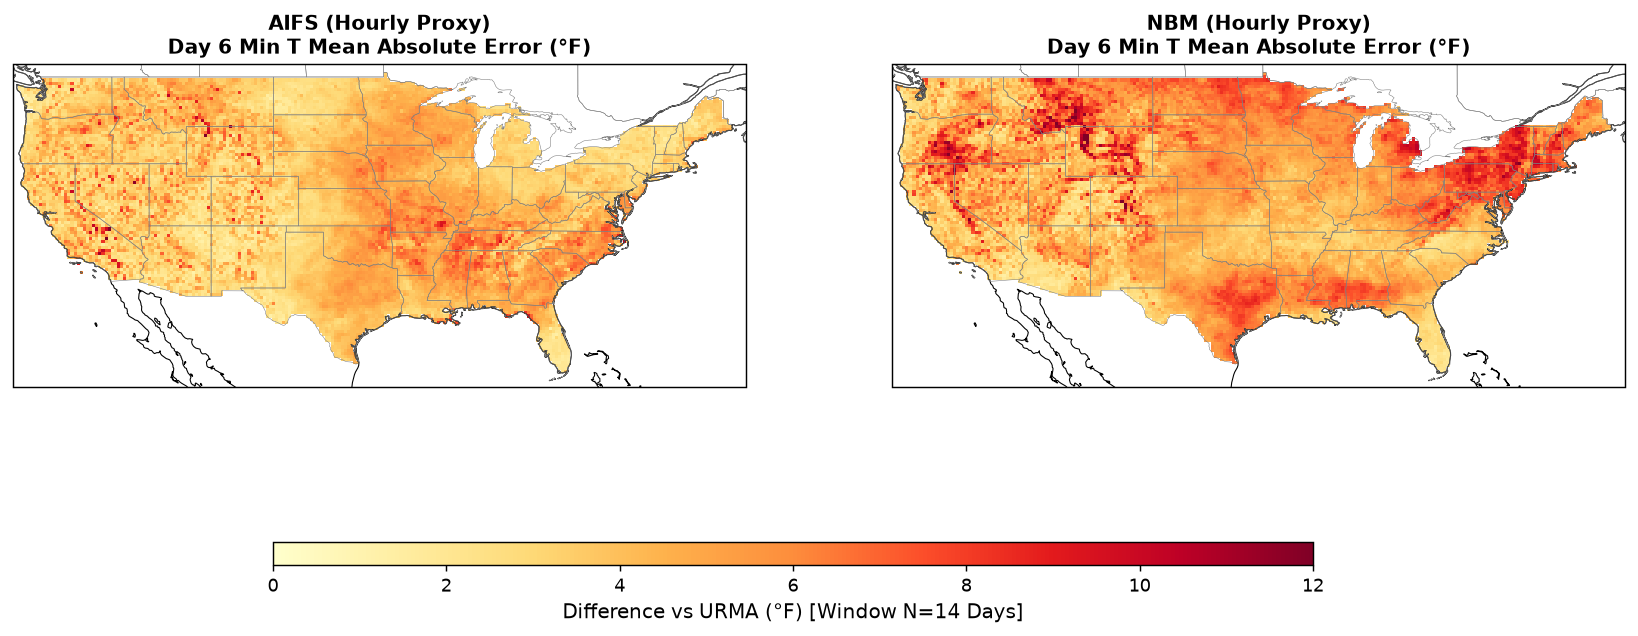 AIFS (Hourly Proxy)
Day 6 Min T Mean Absolute Error (°F)
NBM (Hourly Proxy)
Day 6 Min T Mean Absolute Error (°F)
0 2 4 6 8 10 12
Difference vs URMA (°F) [Window N=14 Days]